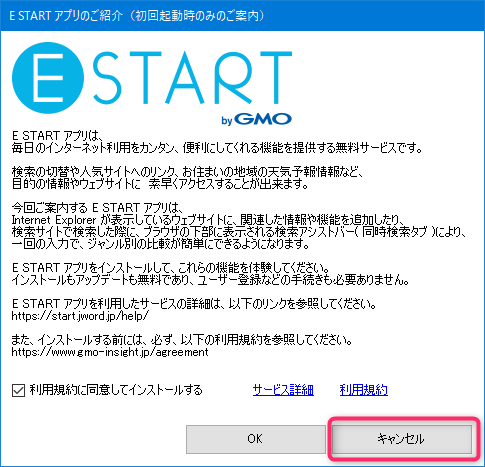 E START アプリのご紹介（初回起動時のみのご案内）
E START
by GMO
E START アプリは、
毎日のインターネット利用をカンタン、便利にしてくれる機能を提供する無料サービスです。
検索の切替や人気サイトへのリンク、お住まいの地域の天気予報情報など、
目的の情報やウェブサイトに 素早くアクセスすることが出来ます。
今回ご案内する E START アプリは、
Internet Explorer が表示しているウェブサイトに、関連した情報や機能を追加したり、
検索サイトで検索した際に、ブラウザの下部に表示される検索アシストバー( 同時検索タブ )により、
一回の入力で、ジャンル別の比較が簡単にできるようになります。
E START アプリをインストールして、これらの機能を体験してください。
インストールもアップデートも無料であり、ユーザー登録などの手続きも必要ありません。
E START アプリを利用したサービスの詳細は、以下のリンクを参照してください。
https://start.jword.jp/help/
また、インストールする前には、必ず、以下の利用規約を参照してください。
https://www.gmo-insight.jp/agreement
利用規約に同意してインストールする サービス詳細 利用規約
OK キャンセル